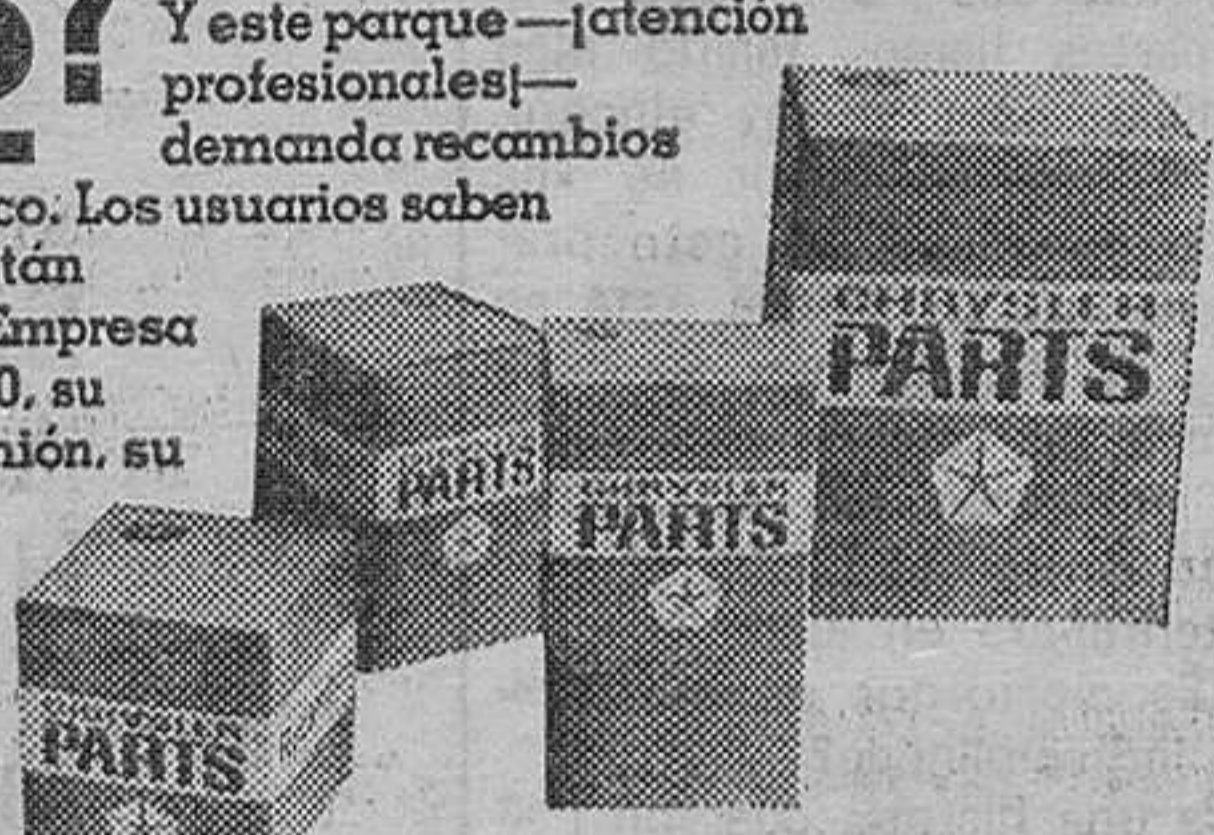 ?
Y este parque —¡atención
profesionales!—
demanda recambios
co. Los usuarios saben
tán
Empresa
0, su
nión, su
CHRYSLER
PARTS
PARTS
CHRYSLER
PARTS
CHRYSLER
PARTS